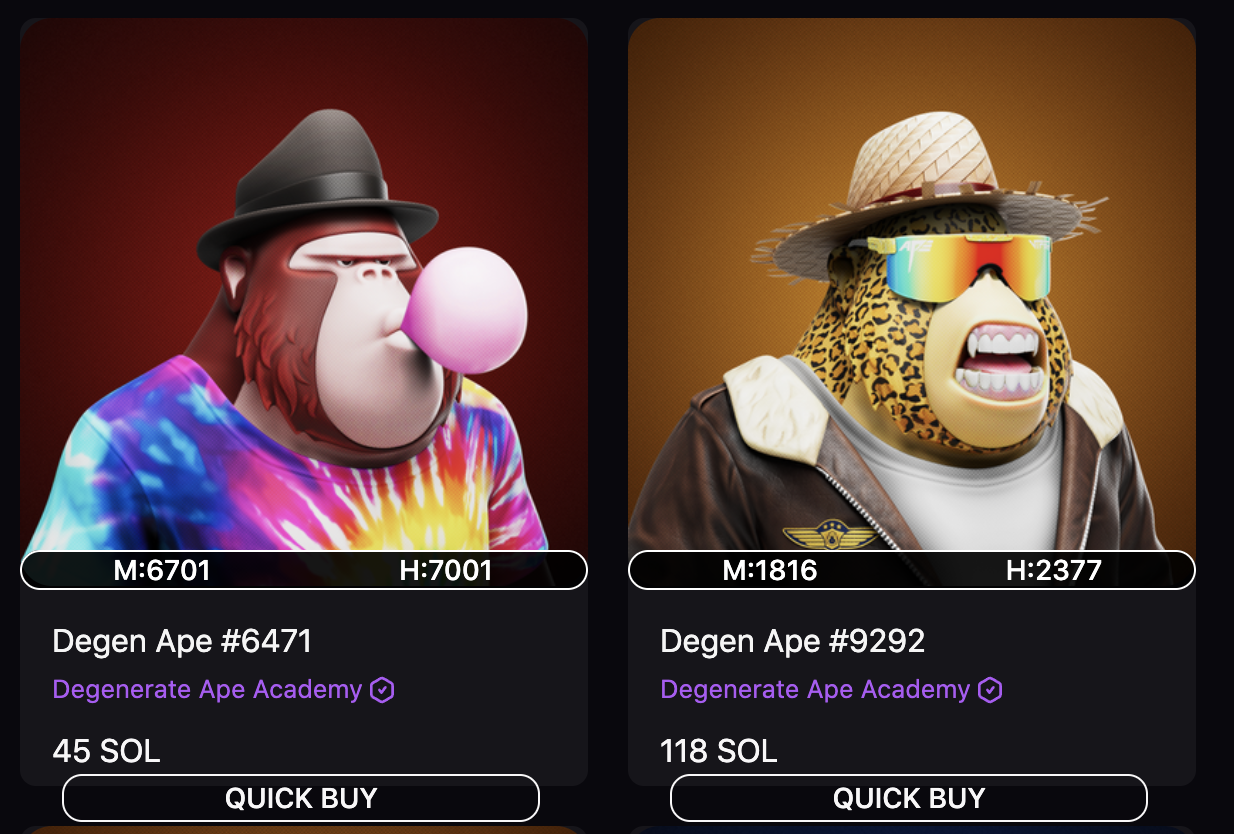 APS
M:6701 H:7001
M:1816 H:2377
Degen Ape #6471
Degenerate Ape Academy
45 SOL
QUICK BUY
Degen Ape #9292
Degenerate Ape Academy
118 SOL
QUICK BUY